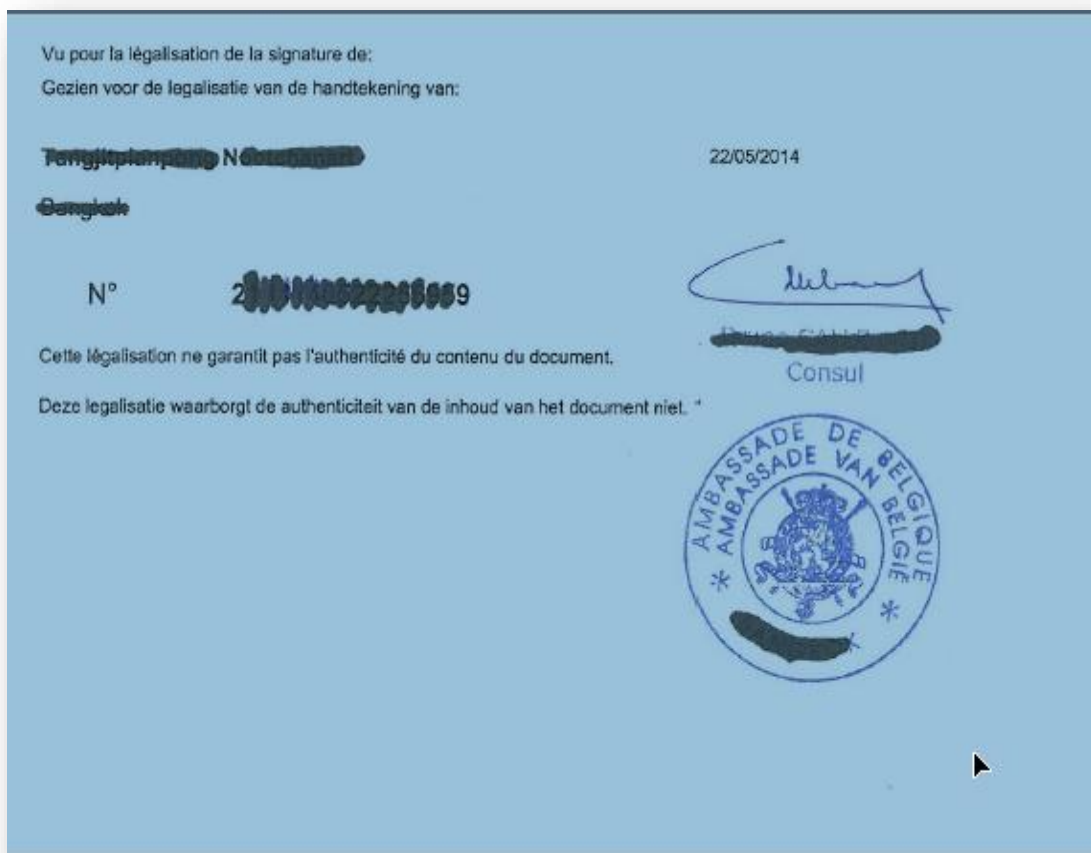 Vu pour la légalisation de la signature de:
Gezien voor de legalisatie van de handtekening van:
22/05/2014
N°
Cette légalisation ne garantit pas l'authenticité du contenu du document.
Consul
Deze legalisatie waarborgt de authenticiteit van de inhoud van het document niet. "
AMBASSADE DE BELGIQUE
AMBASSADE VAN BELGIË